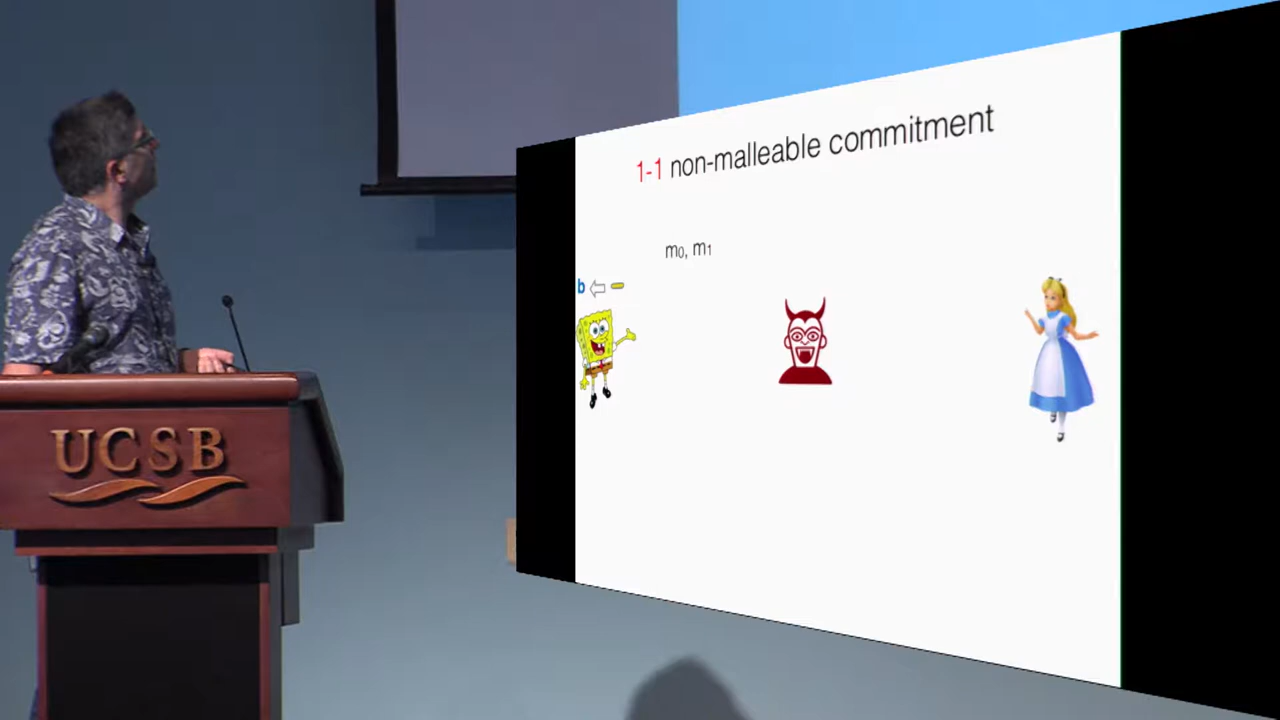 1-1 non-malleable commitment
m₀, m₁
b
UCSB